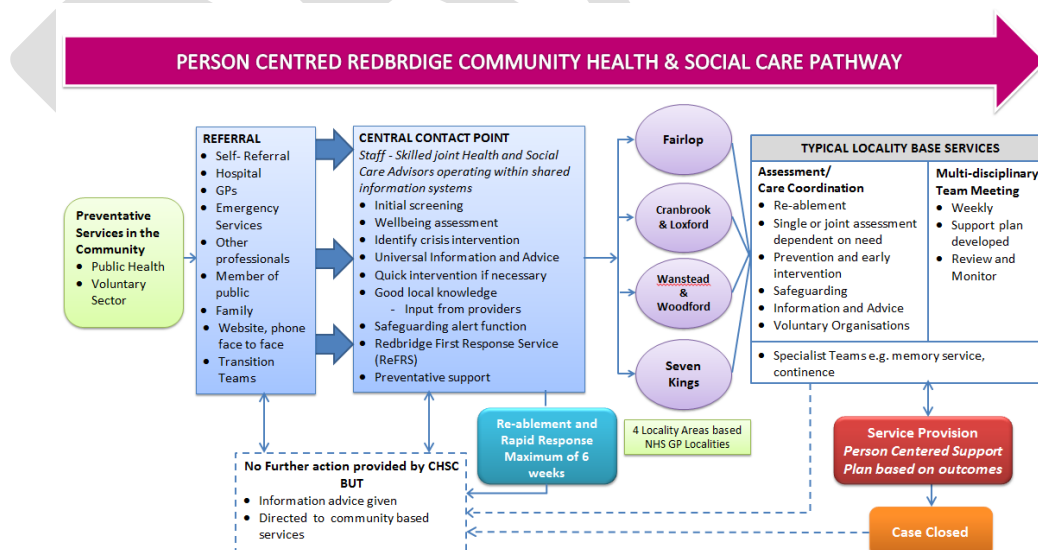 PERSON CENTRED REDBRDIGE COMMUNITY HEALTH & SOCIAL CARE PATHWAY
Preventative
Services in the
Community
• Public Health
• Voluntary
Sector
REFERRAL
• Self- Referral
• Hospital
• GPs
• Emergency
Services
• Other
professionals
• Member of
public
• Family
• Website, phone
face to face
• Transition
Teams
CENTRAL CONTACT POINT
Staff - Skilled joint Health and Social
Care Advisors operating within shared
information systems
• Initial screening
• Wellbeing assessment
• Identify crisis intervention
• Universal Information and Advice
• Quick intervention if necessary
• Good local knowledge
- Input from providers
• Safeguarding alert function
• Redbridge First Response Service
(ReFRS)
• Preventative support
Fairlop
Cranbrook
& Loxford
Wanstead
&
Woodford
Seven
Kings
4 Locality Areas based
NHS GP Localities
TYPICAL LOCALITY BASE SERVICES
Assessment/
Care Coordination
• Re-ablement
• Single or joint assessment
dependent on need
• Prevention and early
intervention
• Safeguarding
• Information and Advice
• Voluntary Organisations
Multi-disciplinary
Team Meeting
• Weekly
• Support plan
developed
• Review and
Monitor
• Specialist Teams e.g. memory service,
continence
Re-ablement and
Rapid Response
Maximum of 6
weeks
Service Provision
Person Centered Support
Plan based on outcomes
Case Closed
No Further action provided by CHSC
BUT
• Information advice given
• Directed to community based
services